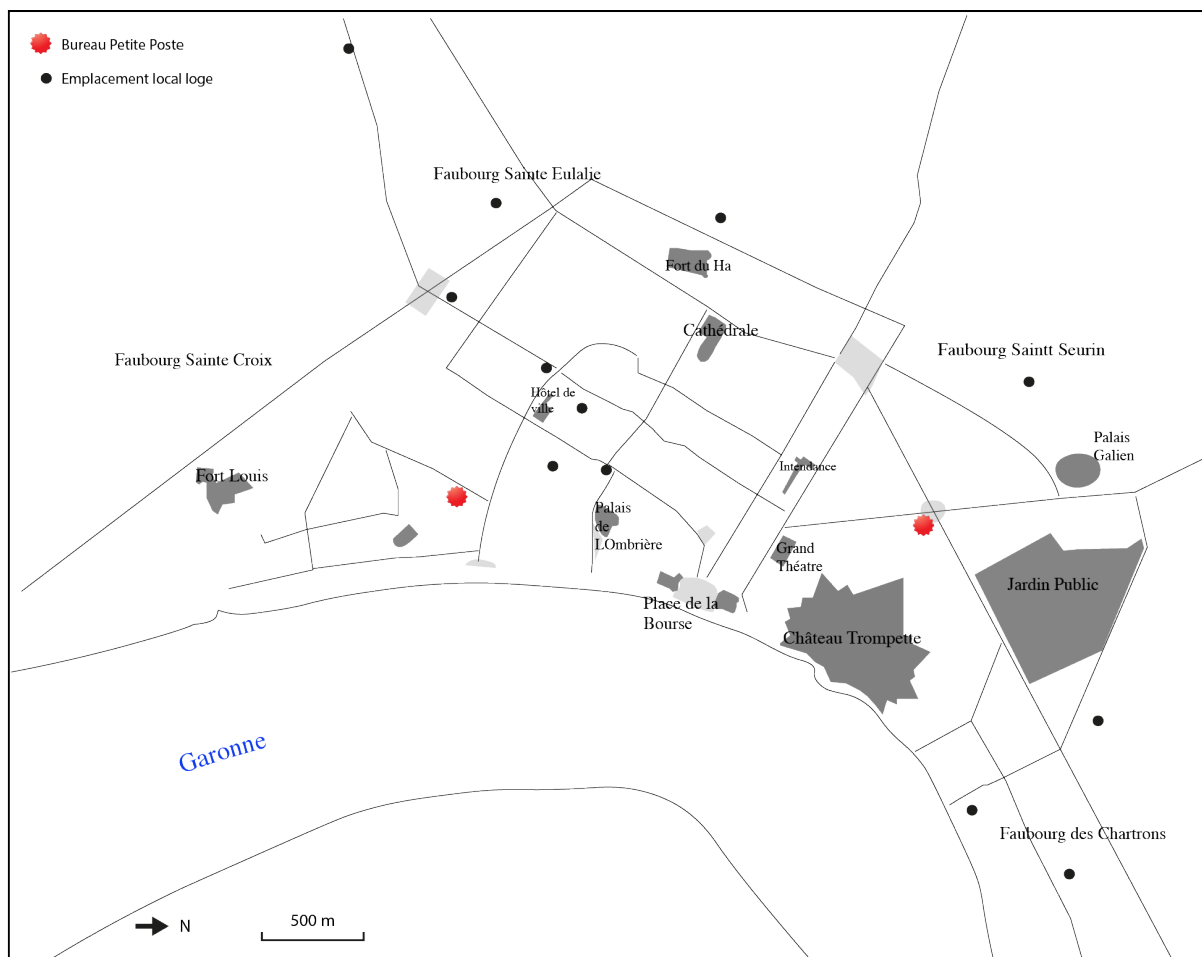 Bureau Petite Poste
Emplacement local loge
Faubourg Sainte Eulalie
Fort du Ha
Cathédrale
Faubourg Saintt Seurin
Faubourg Sainte Croix
Hôtel de
ville
Palais
Galien
Intendance
Fort Louis
Palais
de
LOmbrière
Grand
Théatre
Jardin Public
Place de la
Bourse
Château Trompette
Garonne
Faubourg des Chartrons
N
500 m